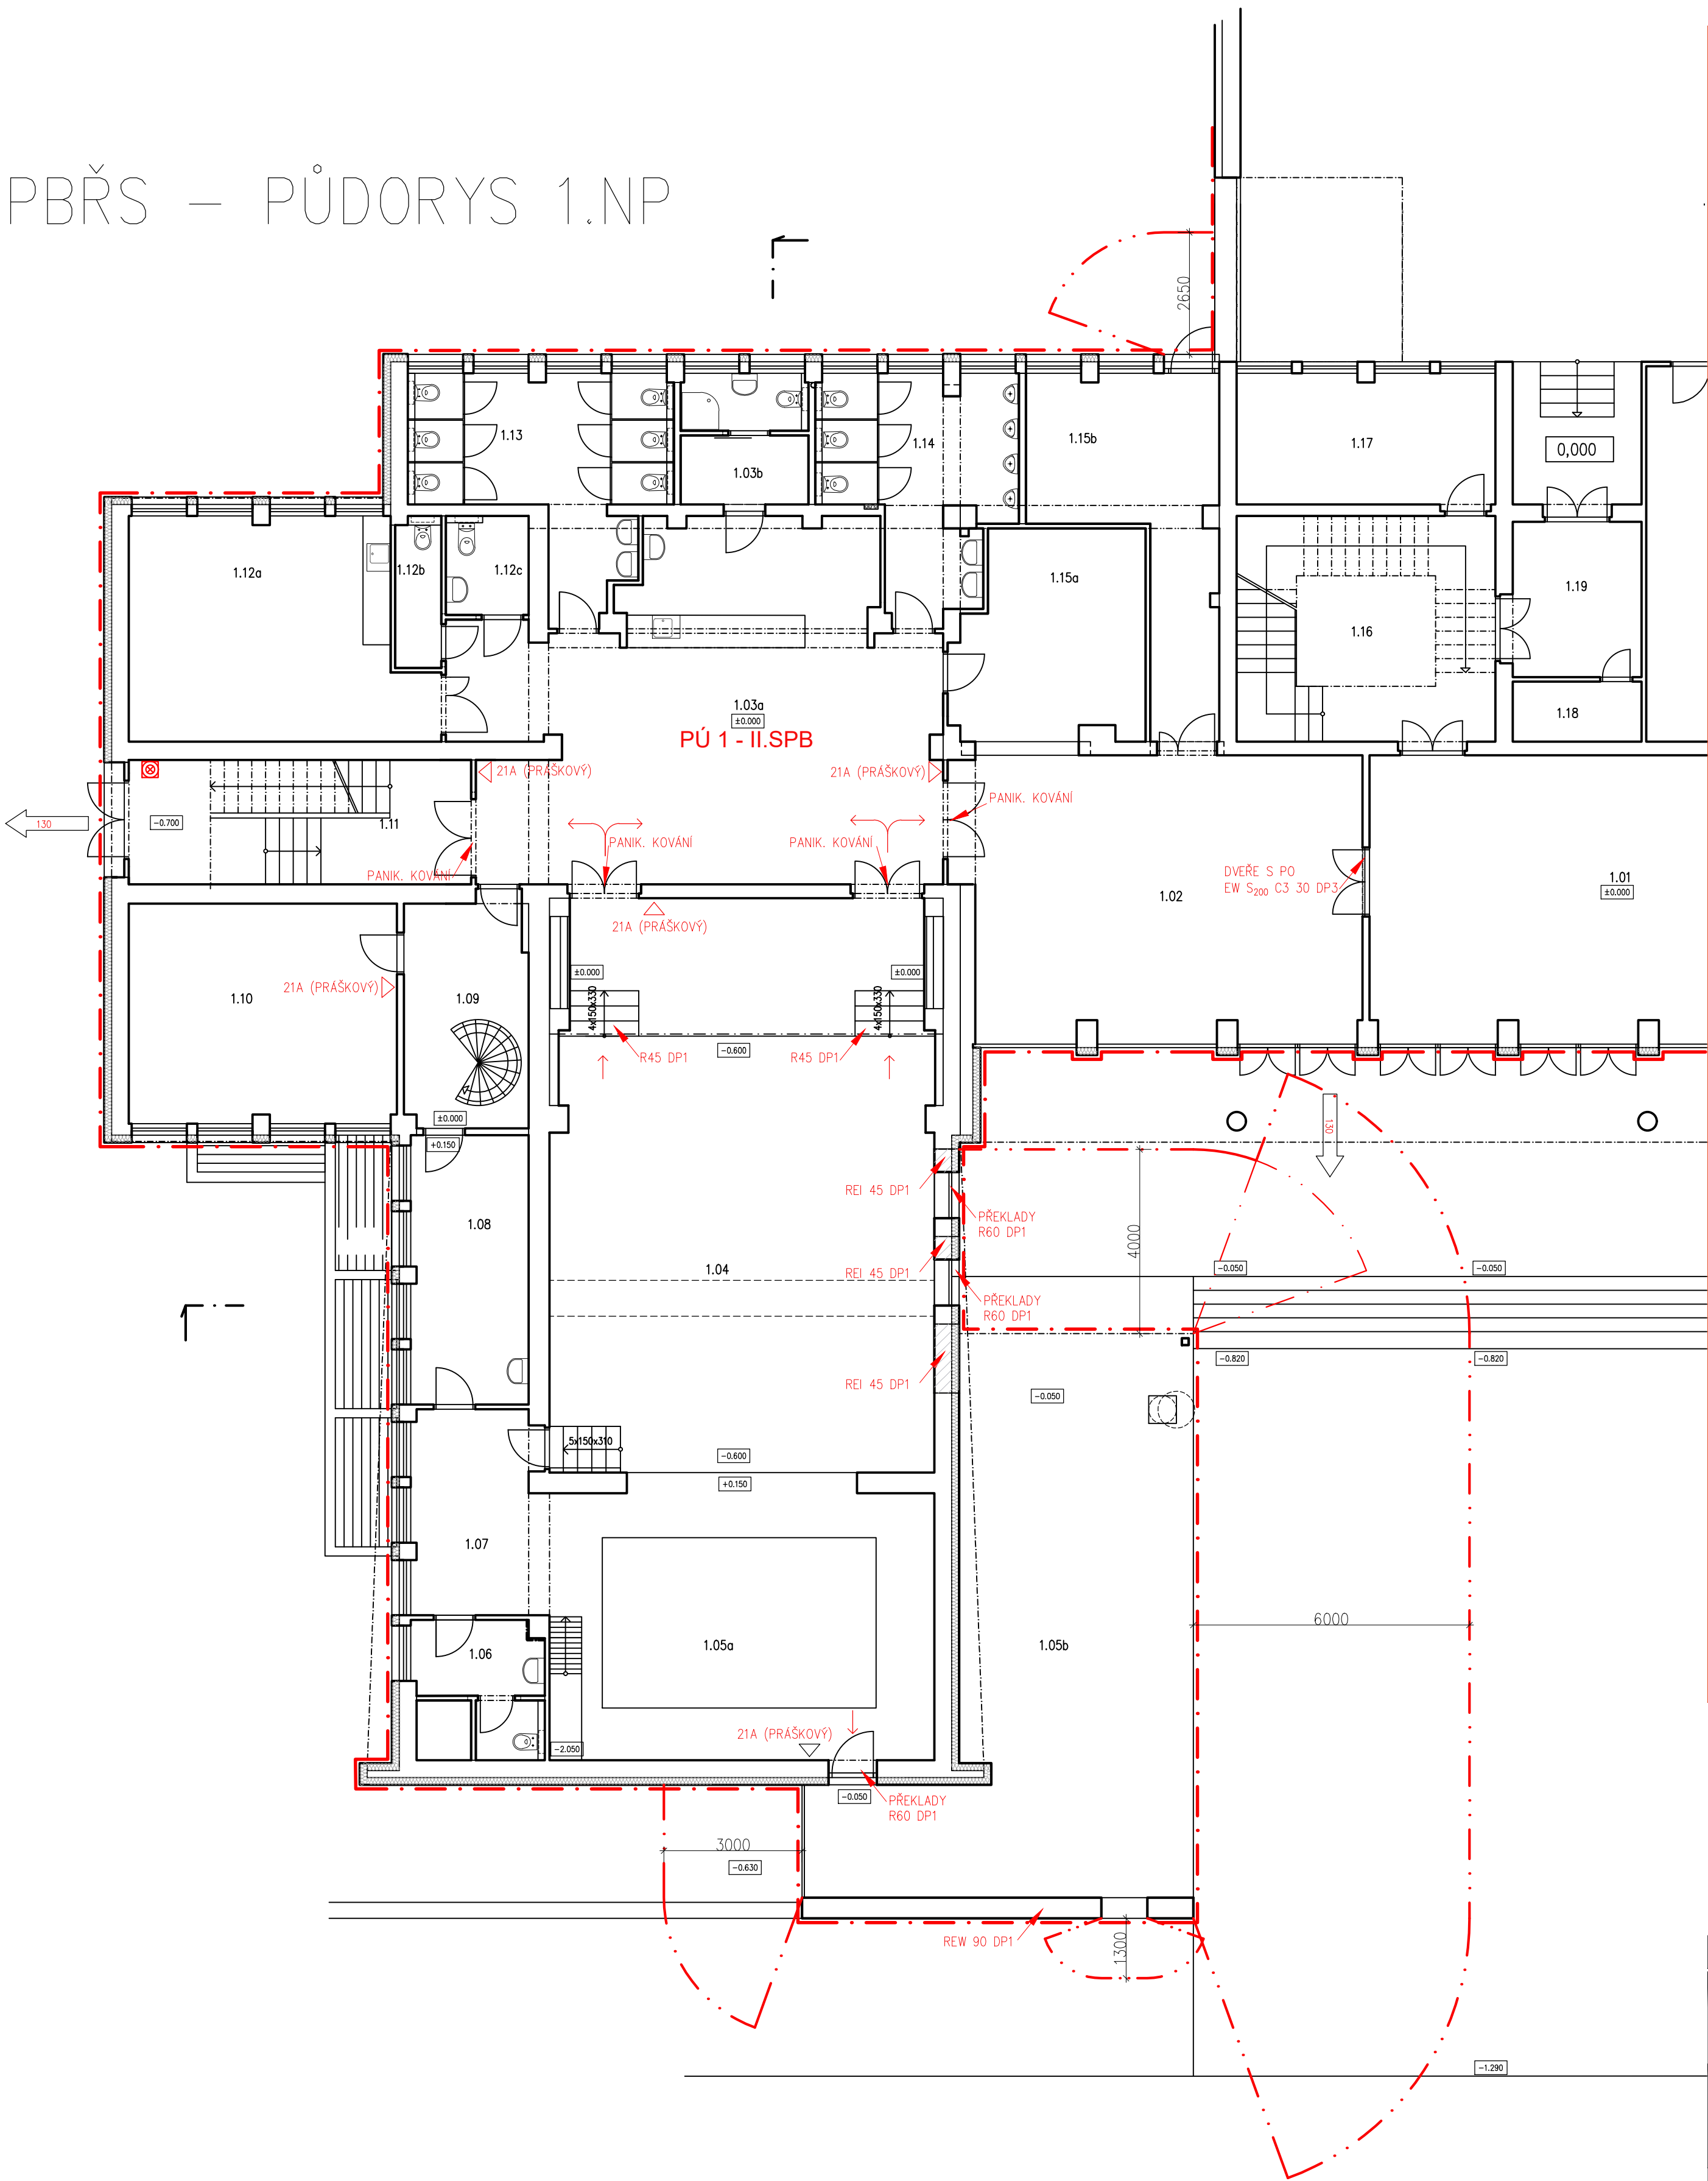 PBŘS – PŮDORYS 1.NP
2650
1.13
1.03b
1.14
1.15b
1.17
0,000
1.12a
1.12b
1.12c
1.15a
1.16
1.19
1.18
1.03a
±0.000
PÚ 1 - II.SPB
21A (PRÁŠKOVÝ)
21A (PRÁŠKOVÝ)
PANIK. KOVÁNÍ
130
-0.700
1.11
PANIK. KOVÁNÍ
PANIK. KOVÁNÍ
PANIK. KOVÁNÍ
DVEŘE S PO
EW S200 C3 30 DP3
1.01
±0.000
1.02
21A (PRÁŠKOVÝ)
±0.000
±0.000
1.10
21A (PRÁŠKOVÝ)
1.09
4x150x330
4x150x330
R45 DP1
-0.600
R45 DP1
±0.000
+0.150
130
REI 45 DP1
PŘEKLADY
R60 DP1
1.08
4000
1.04
REI 45 DP1
-0.050
-0.050
PŘEKLADY
R60 DP1
-0.820
-0.820
REI 45 DP1
-0.050
5x150x310
-0.600
+0.150
1.07
6000
1.06
1.05a
1.05b
21A (PRÁŠKOVÝ)
-2.050
-0.050
PŘEKLADY
R60 DP1
3000
-0.630
REW 90 DP1
1300
-1.290